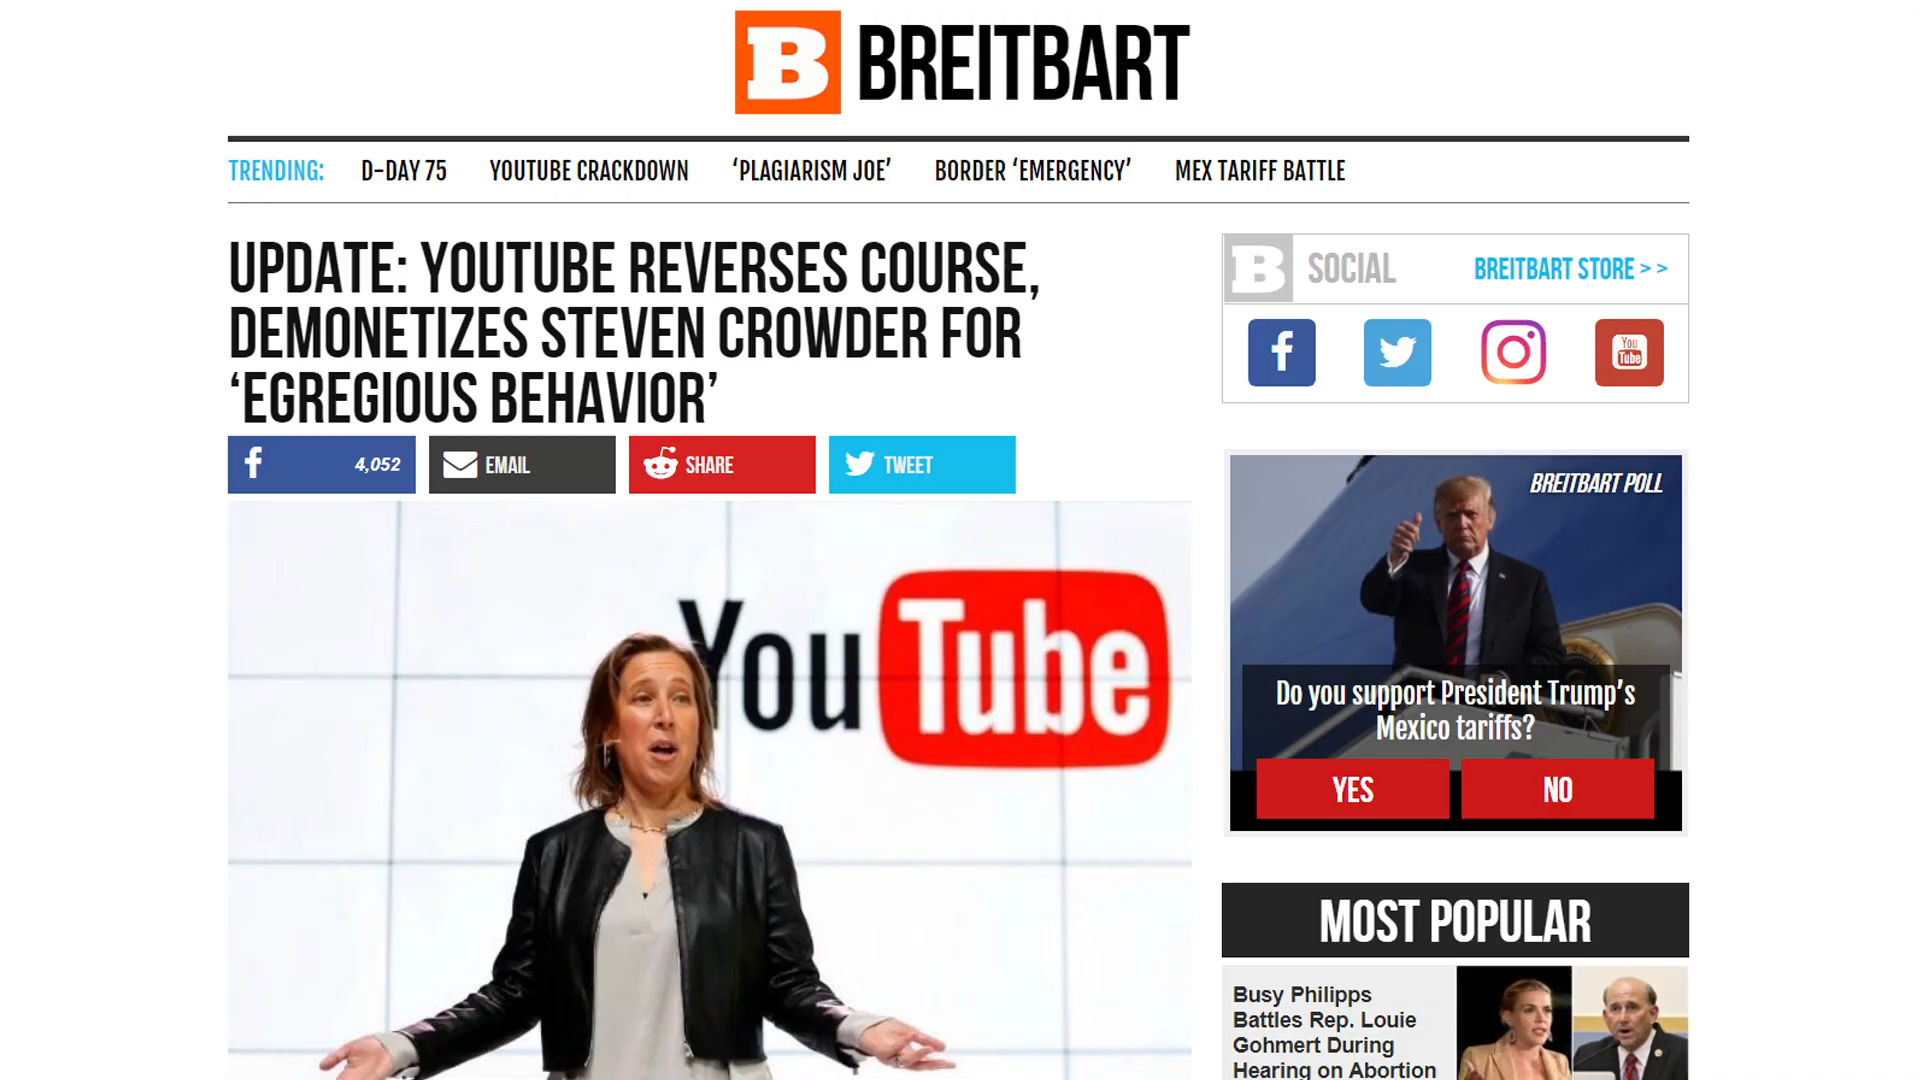 B BREITBART
TRENDING: D-DAY 75 YOUTUBE CRACKDOWN ‘PLAGIARISM JOE’ BORDER ‘EMERGENCY’ MEX TARIFF BATTLE
UPDATE: YOUTUBE REVERSES COURSE,
DEMONETIZES STEVEN CROWDER FOR
‘EGREGIOUS BEHAVIOR’
4,052 EMAIL SHARE TWEET
YouTube
B SOCIAL BREITBART STORE > >
You
Tube
BREITBART POLL
Do you support President Trump’s
Mexico tariffs?
YES NO
MOST POPULAR
Busy Philipps
Battles Rep. Louie
Gohmert During
Hearing on Abortion